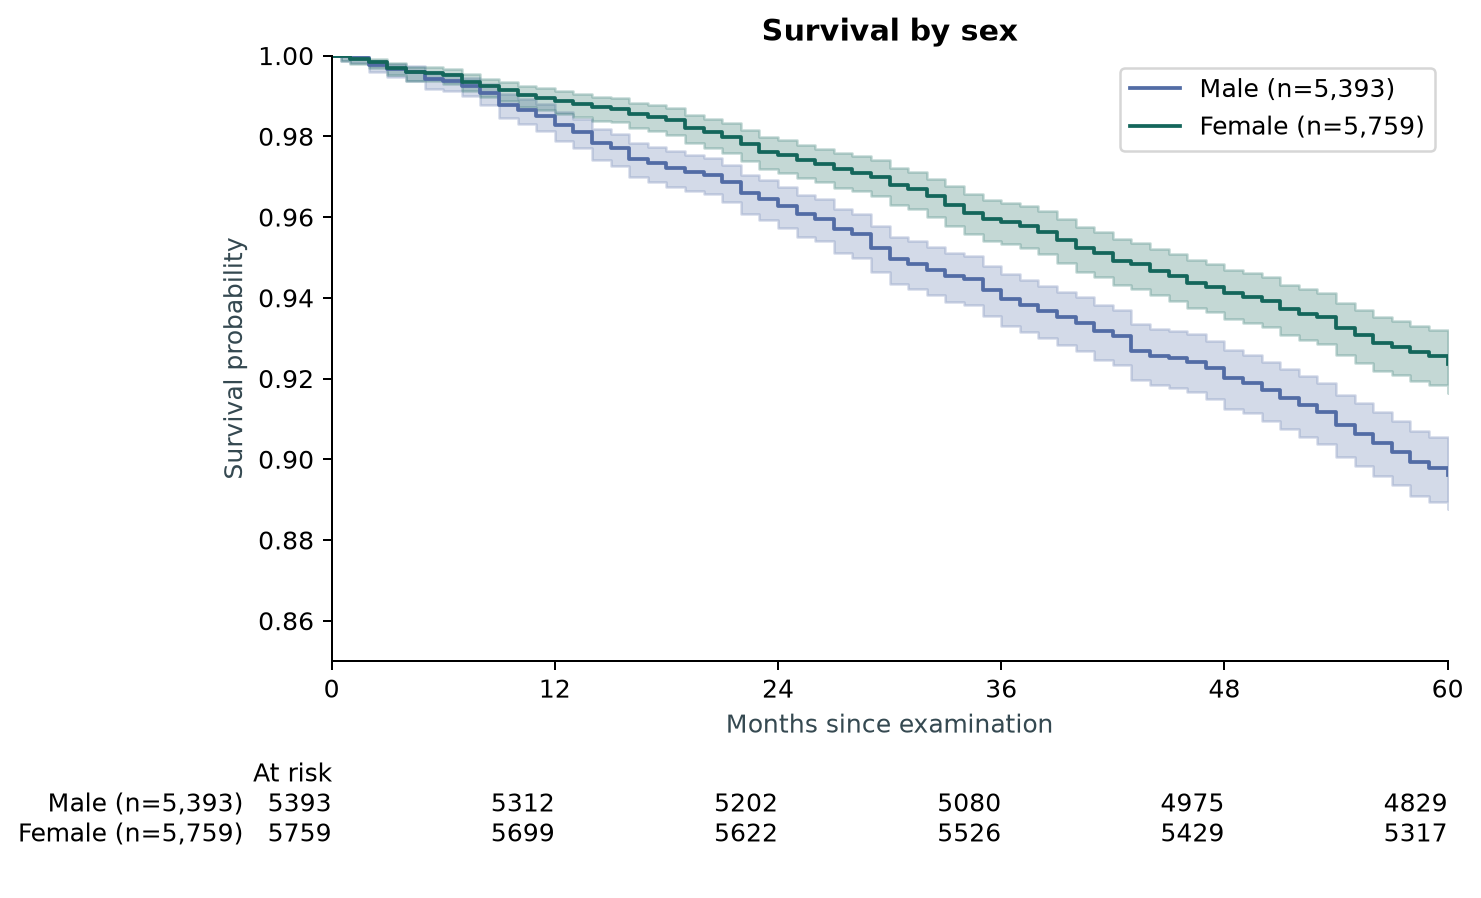 Survival by sex
1.00
0.98
0.96
0.94
0.92
0.90
0.88
0.86
Survival probability
Male (n=5,393)
Female (n=5,759)
0 12 24 36 48 60
Months since examination
At risk
Male (n=5,393) 5393 5312 5202 5080 4975 4829
Female (n=5,759) 5759 5699 5622 5526 5429 5317